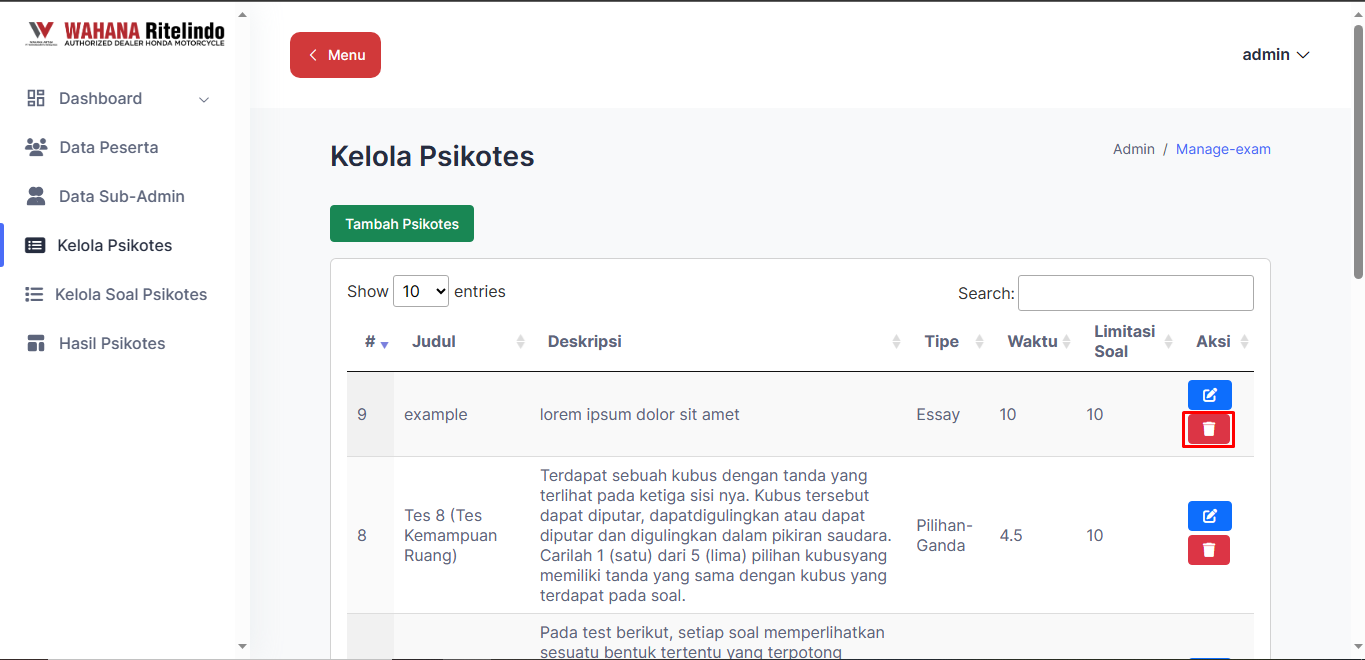 WAHANA Ritelindo
AUTHORIZED DEALER HONDA MOTORCYCLE
Menu
admin
Dashboard
Data Peserta
Data Sub-Admin
Kelola Psikotes
Kelola Soal Psikotes
Hasil Psikotes
Kelola Psikotes
Admin / Manage-exam
Tambah Psikotes
Show 10 entries
Search:
# Judul Deskripsi Tipe Waktu Limitasi Soal Aksi
9 example lorem ipsum dolor sit amet Essay 10 10
8
Tes 8 (Tes
Kemampuan
Ruang)
Terdapat sebuah kubus dengan tanda yang
terlihat pada ketiga sisi nya. Kubus tersebut
dapat diputar, dapatdigulingkan atau dapat
diputar dan digulingkan dalam pikiran saudara.
Carilah 1 (satu) dari 5 (lima) pilihan kubusyang
memiliki tanda yang sama dengan kubus yang
terdapat pada soal.
Pilihan-
Ganda
4.5
10
Pada test berikut, setiap soal memperlihatkan
sesuatu bentuk tertentu yang terpotong